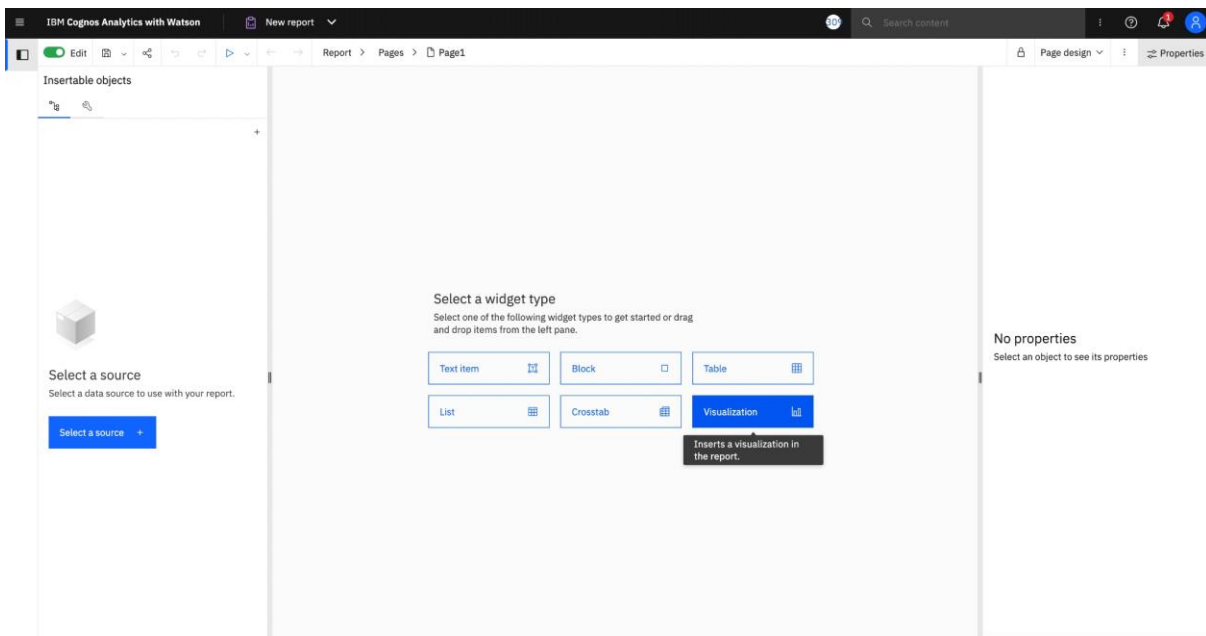 IBM Cognos Analytics with Watson
New report
Search content
1
Edit
Report > Pages > Page1
Page design
Properties
Insertable objects
+
Select a widget type
Select one of the following widget types to get started or drag
and drop items from the left pane.
Text item
Block
Table
List
Crosstab
Visualization
Inserts a visualization in
the report.
Select a source
Select a data source to use with your report.
Select a source +
No properties
Select an object to see its properties